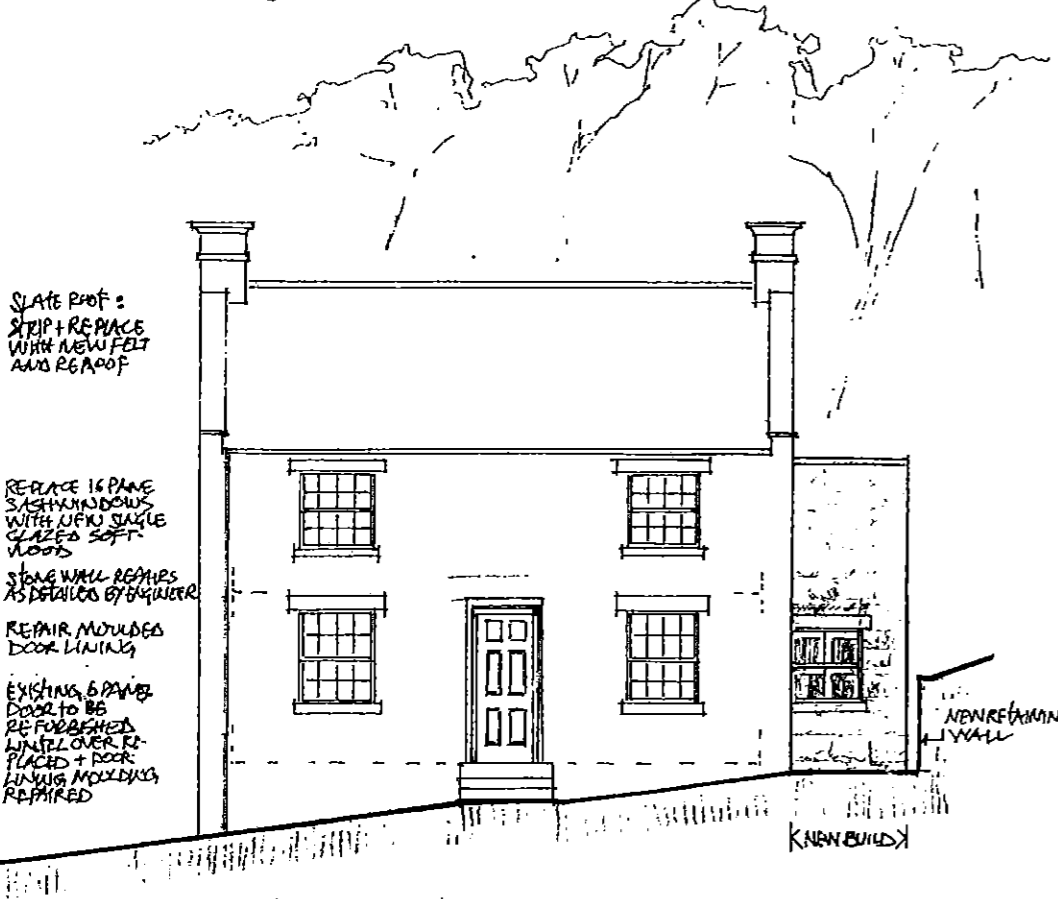 SLATE ROOF :
STRIP + REPLACE
WITH NEW FELT
AND REROOF
REPLACE 16 PANE
SASH WINDOWS
WITH NEW SINGLE
GLAZED SOFT-
WOOD
STONE WALL REPAIRS
AS DETAILED BY ENGINEER
REPAIR MOULDED
DOOR LINING
EXISTING 6 PANEL
DOOR TO BE
REFURBISHED
LINTEL OVER RE-
PLACED + DOOR
LINING MOULDING
REPAIRED
NEW RETAININ
WALL
NEW BUILD